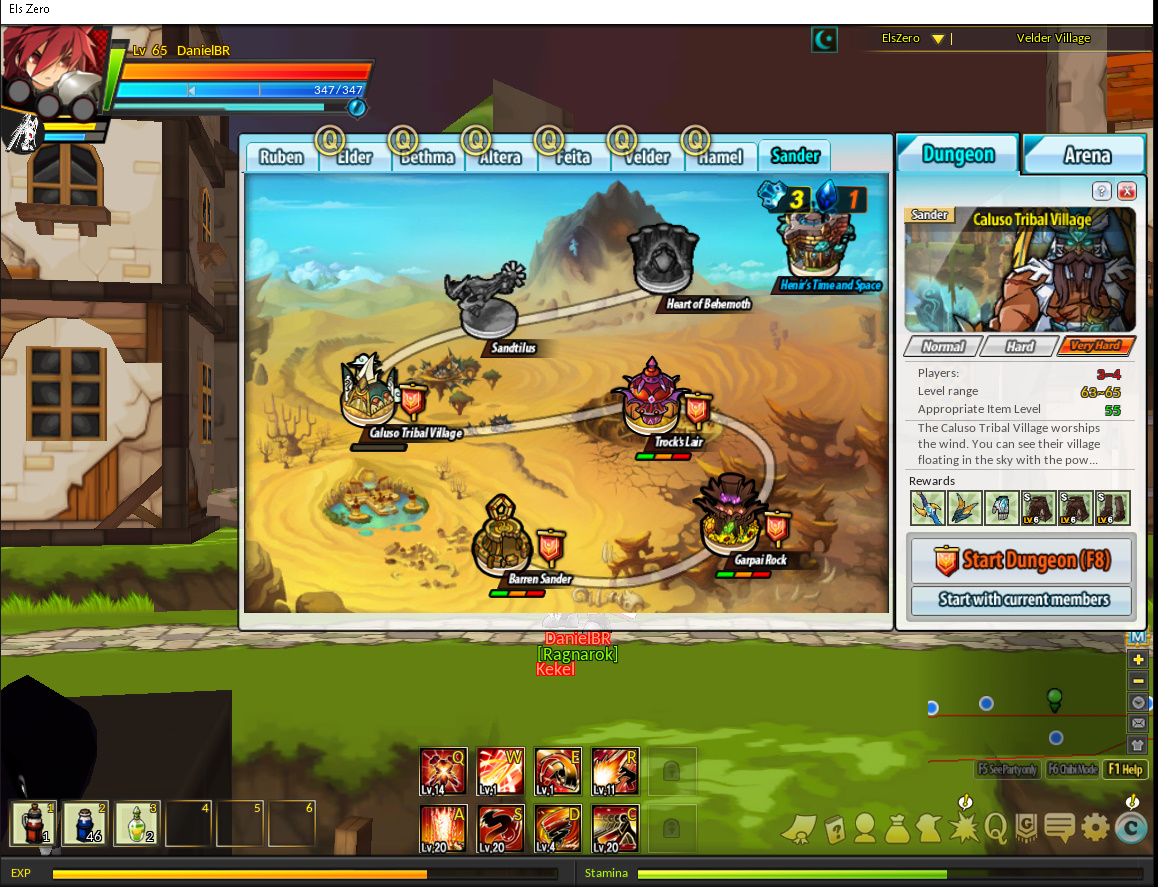 Els Zero
Lv 65 DanielBR
347/347
ElsZero
Velder Village
Q Q Q Q Q Q
Ruben Elder Bethma Altera Feita Velder Hamel Sander
Dungeon Arena
3 1
Henir's Time and Space
Heart of Behemoth
Sandtilus
Caluso Tribal Village
Trock's Lair
Garpai Rock
Barren Sander
?
Sander
Caluso Tribal Village
Normal Hard Very Hard
Players: 3~4
Level range 63~65
Appropriate Item Level 55
The Caluso Tribal Village worships
the wind. You can see their village
floating in the sky with the pow...
Rewards
S S S
LV6 LV6 LV6
Start Dungeon (F8)
Start with current members
DanielBR
[Ragnarok]
Kekel
M
F5 See Party only F6 Chibi Mode F1 Help
Q W E R
Lv,14 Lv,1 Lv,1 Lv,11
A S D C
Lv,20 Lv,20 Lv,4 Lv,20
1 2 3 4 5 6
1 46 2
EXP
Stamina